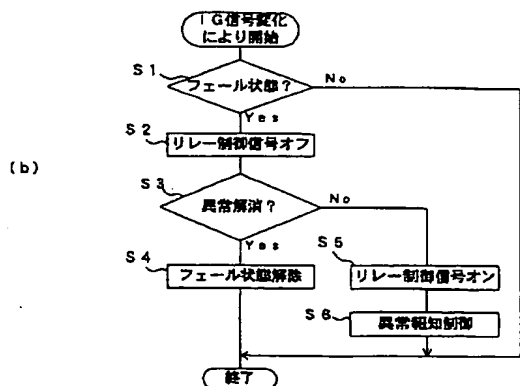 IG信号変化
により開始
S1
フェール状態?
No
Yes
S2
リレー制御信号オフ
(b)
S3
異常解消?
No
Yes
S4
フェール状態解除
S5
リレー制御信号オン
S6
異常報知制御
終了